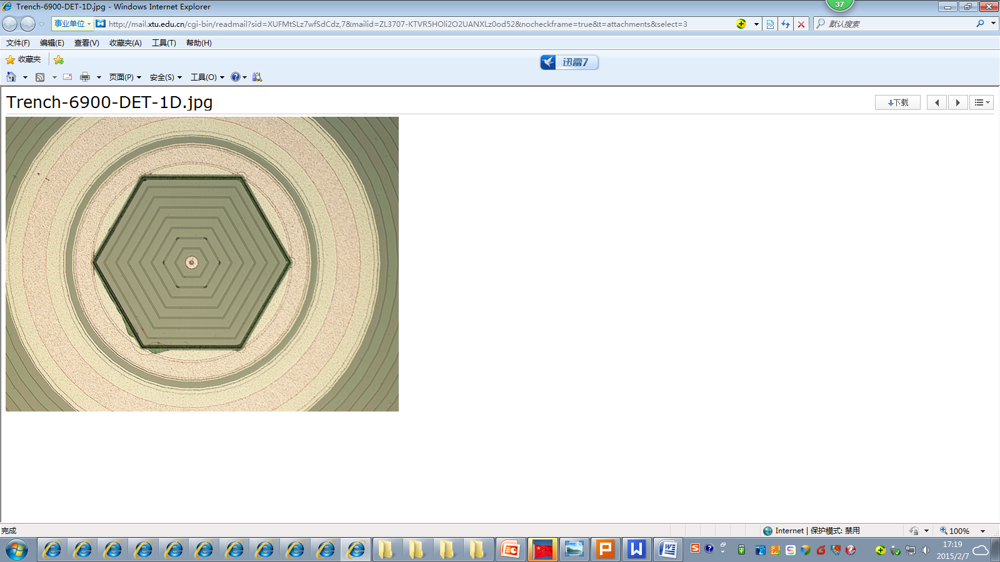 Trench-6900-DET-1D.jpg - Windows Internet Explorer
37
事业单位
http://mail.xtu.edu.cn/cgi-bin/readmail?sid=XUFMtSLz7wfSdCdz,7&mailid=ZL3707-KTVR5HOli2O2UANXLz0od52&nocheckframe=true&t=attachments&select=3
默认搜索
文件(F) 编辑(E) 查看(V) 收藏夹(A) 工具(T) 帮助(H)
收藏夹
迅雷7
页面(P) 安全(S) 工具(O)
Trench-6900-DET-1D.jpg
下载
完成
Internet | 保护模式: 禁用
100%
17:19
2015/2/7